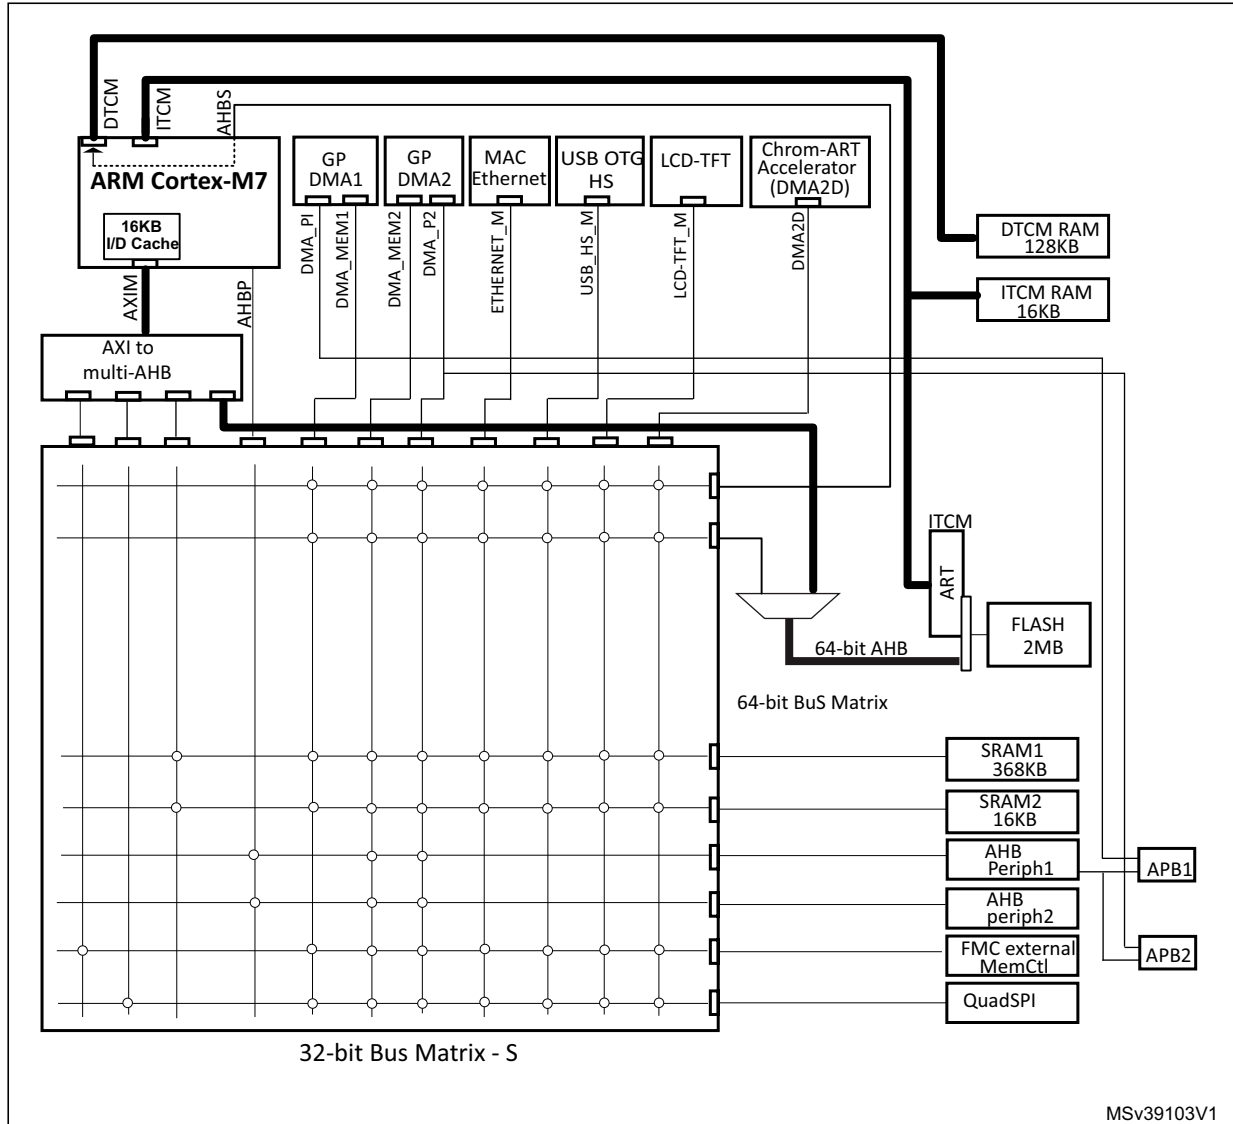 DTCM
ITCM
AHBS
ARM Cortex-M7
16KB
I/D Cache
GP
DMA1
GP
DMA2
MAC
Ethernet
USB OTG
HS
LCD-TFT
Chrom-ART
Accelerator
(DMA2D)
DTCM RAM
128KB
ITCM RAM
16KB
AXIM
AHBP
DMA_PI
DMA_MEM1
DMA_MEM2
DMA_P2
ETHERNET_M
USB_HS_M
LCD-TFT_M
DMA2D
AXI to
multi-AHB
ITCM
ART
FLASH
2MB
64-bit AHB
64-bit BuS Matrix
SRAM1
368KB
SRAM2
16KB
AHB
Periph1
APB1
AHB
periph2
FMC external
MemCtl
APB2
QuadSPI
32-bit Bus Matrix - S
MSv39103V1